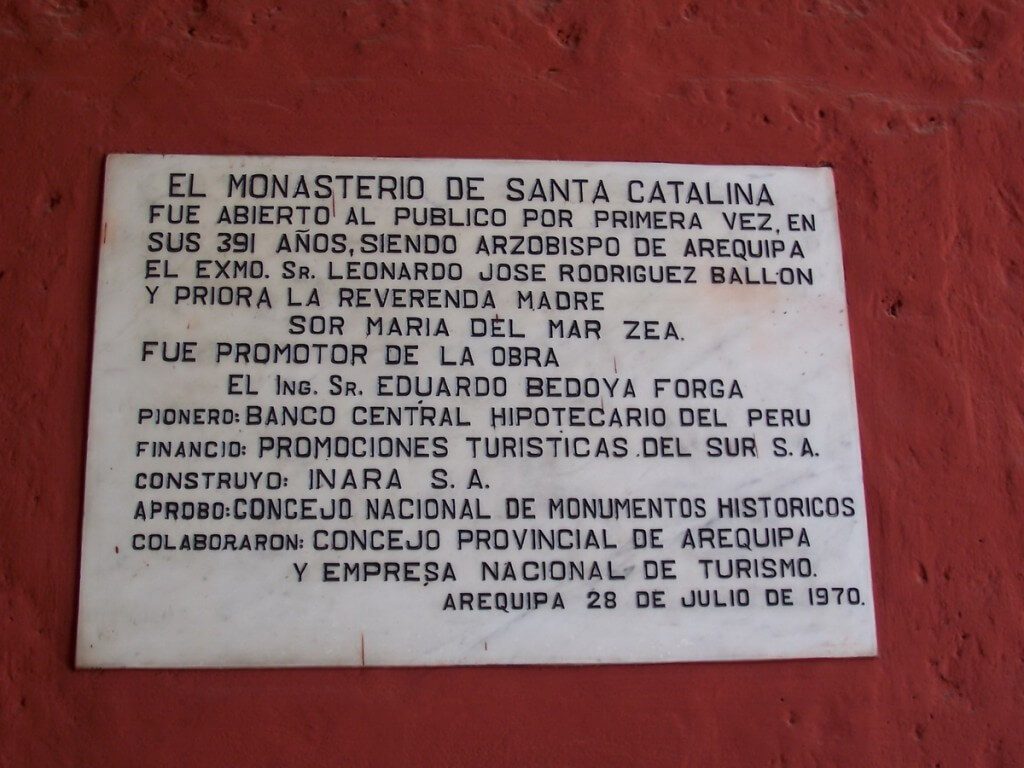 EL MONASTERIO DE SANTA CATALINA
FUE ABIERTO AL PUBLICO POR PRIMERA VEZ, EN
SUS 391 AÑOS, SIENDO ARZOBISPO DE AREQUIPA
EL EXMO. SR. LEONARDO JOSE RODRIGUEZ BALLON
Y PRIORA LA REVERENDA MADRE
SOR MARIA DEL MAR ZEA.
FUE PROMOTOR DE LA OBRA
EL ING. SR. EDUARDO BEDOYA FORGA
PIONERO: BANCO CENTRAL HIPOTECARIO DEL PERU
FINANCIO: PROMOCIONES TURISTICAS DEL SUR S.A.
CONSTRUYO: INARA S. A.
APROBO: CONCEJO NACIONAL DE MONUMENTOS HISTORICOS
COLABORARON: CONCEJO PROVINCIAL DE AREQUIPA
Y EMPRESA NACIONAL DE TURISMO.
AREQUIPA 28 DE JULIO DE 1970.